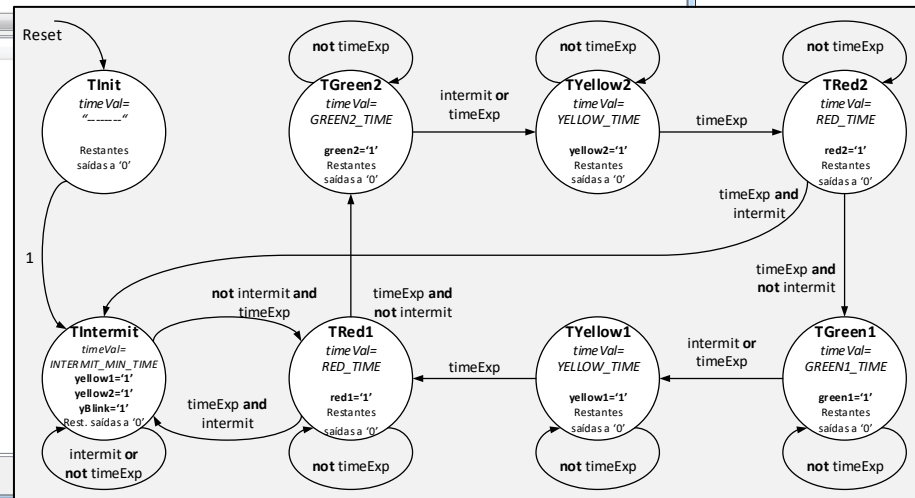 Reset
TInit
timeVal=
"--------"
Restantes
saídas a '0'
not timeExp
TGreen2
timeVal=
GREEN2_TIME
green2='1'
Restantes
saídas a '0'
intermit or
timeExp
not timeExp
TYellow2
timeVal=
YELLOW_TIME
yellow2='1'
Restantes
saídas a '0'
timeExp
not timeExp
TRed2
timeVal=
RED_TIME
red2='1'
Restantes
saídas a '0'
timeExp and
intermit
1
not intermit and
timeExp
timeExp and
not intermit
timeExp and
not intermit
TIntermit
timeVal=
INTERMIT_MIN_TIME
yellow1='1'
yellow2='1'
yBlink='1'
Rest. saídas a '0'
intermit or
not timeExp
timeExp and
intermit
TRed1
timeVal=
RED_TIME
red1='1'
Restantes
saídas a '0'
not timeExp
timeExp
TYellow1
timeVal=
YELLOW_TIME
yellow1='1'
Restantes
saídas a '0'
not timeExp
intermit or
timeExp
TGreen1
timeVal=
GREEN1_TIME
green1='1'
Restantes
saídas a '0'
not timeExp